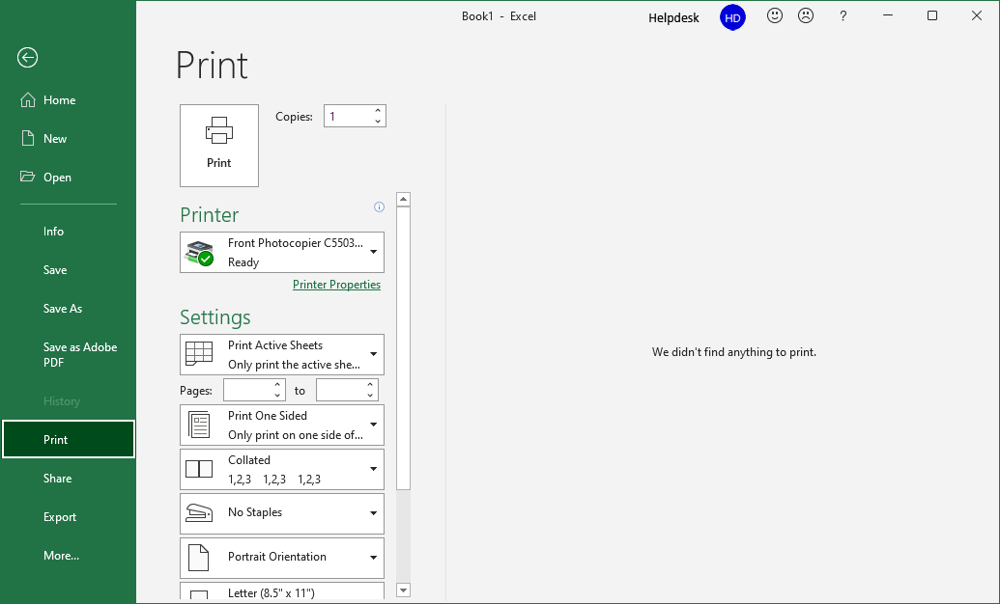 Book1 - Excel
Helpdesk
HD
?
Home
New
Open
Info
Save
Save As
Save as Adobe
PDF
History
Print
Share
Export
More...
Print
Print
Copies: 1
Printer
Front Photocopier C5503...
Ready
Printer Properties
Settings
Print Active Sheets
Only print the active she...
Pages: to
Print One Sided
Only print on one side of...
Collated
1,2,3 1,2,3 1,2,3
No Staples
Portrait Orientation
Letter (8.5" x 11")
We didn't find anything to print.